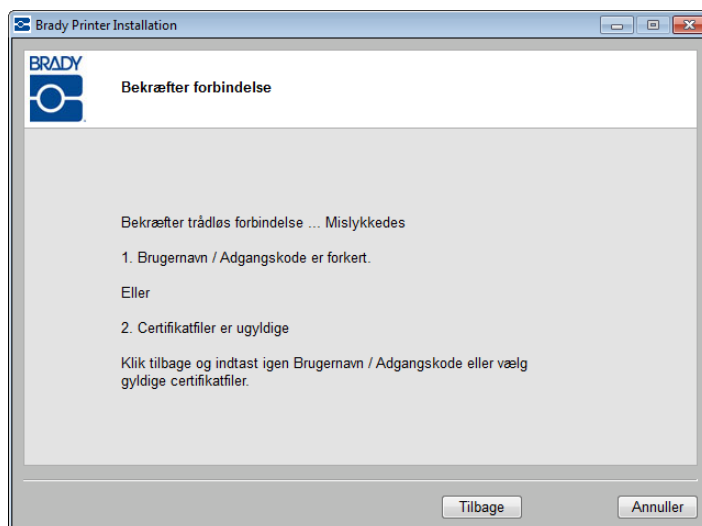 Brady Printer Installation
BRADY
Bekræfter forbindelse
Bekræfter trådløs forbindelse ... Mislykkedes
1. Brugernavn / Adgangskode er forkert.
Eller
2. Certifikatfiler er ugyldige
Klik tilbage og indtast igen Brugernavn / Adgangskode eller vælg
gyldige certifikatfiler.
Tilbage
Annuller